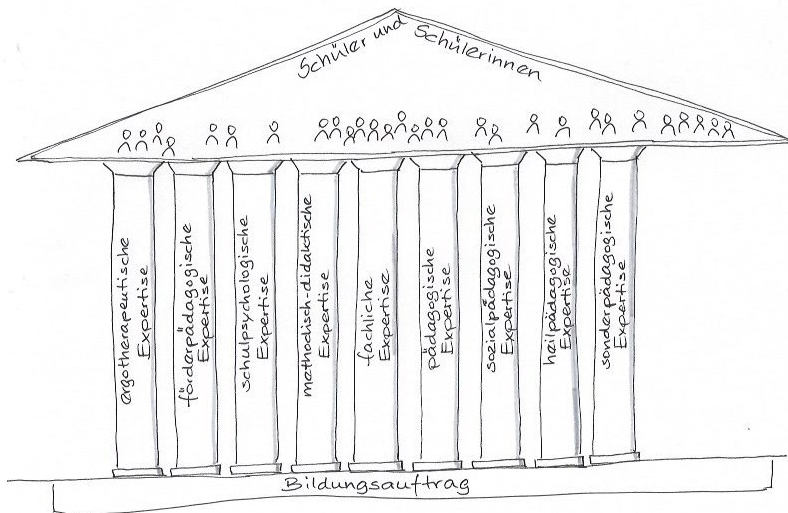 Schüler und Schülerinnen
ergotherapeutische
Expertise
förderpädagogische
Expertise
schulpsychologische
Expertise
methodisch-didaktische
Expertise
fachliche
Expertise
pädagogische
Expertise
sozialpädagogische
Expertise
heilpädagogische
Expertise
sonderpädagogische
Expertise
Bildungsauftrag